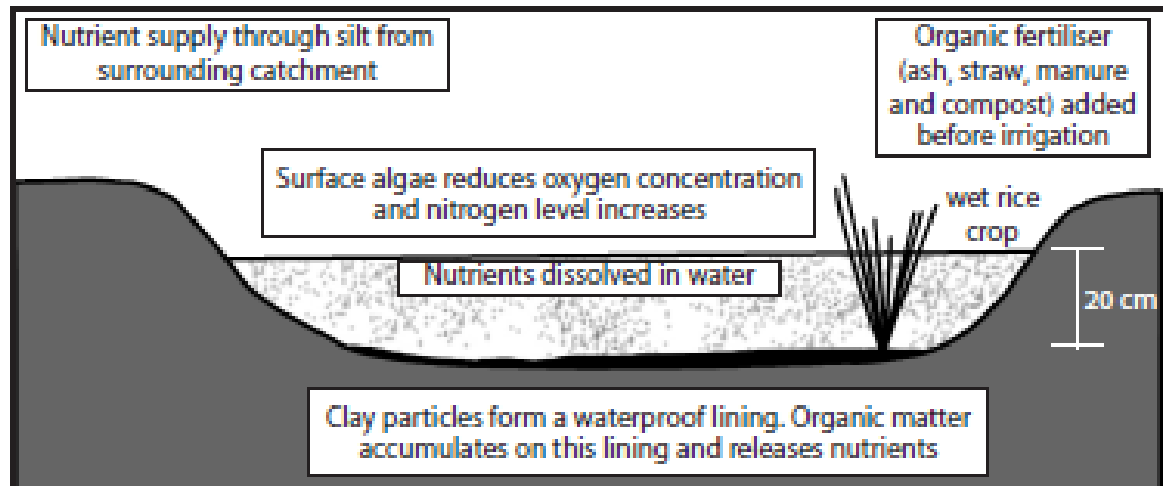 Nutrient supply through silt from
surrounding catchment
Organic fertiliser
(ash, straw, manure
and compost) added
before irrigation
Surface algae reduces oxygen concentration
and nitrogen level increases
wet rice
crop
Nutrients dissolved in water
20 cm
Clay particles form a waterproof lining. Organic matter
accumulates on this lining and releases nutrients